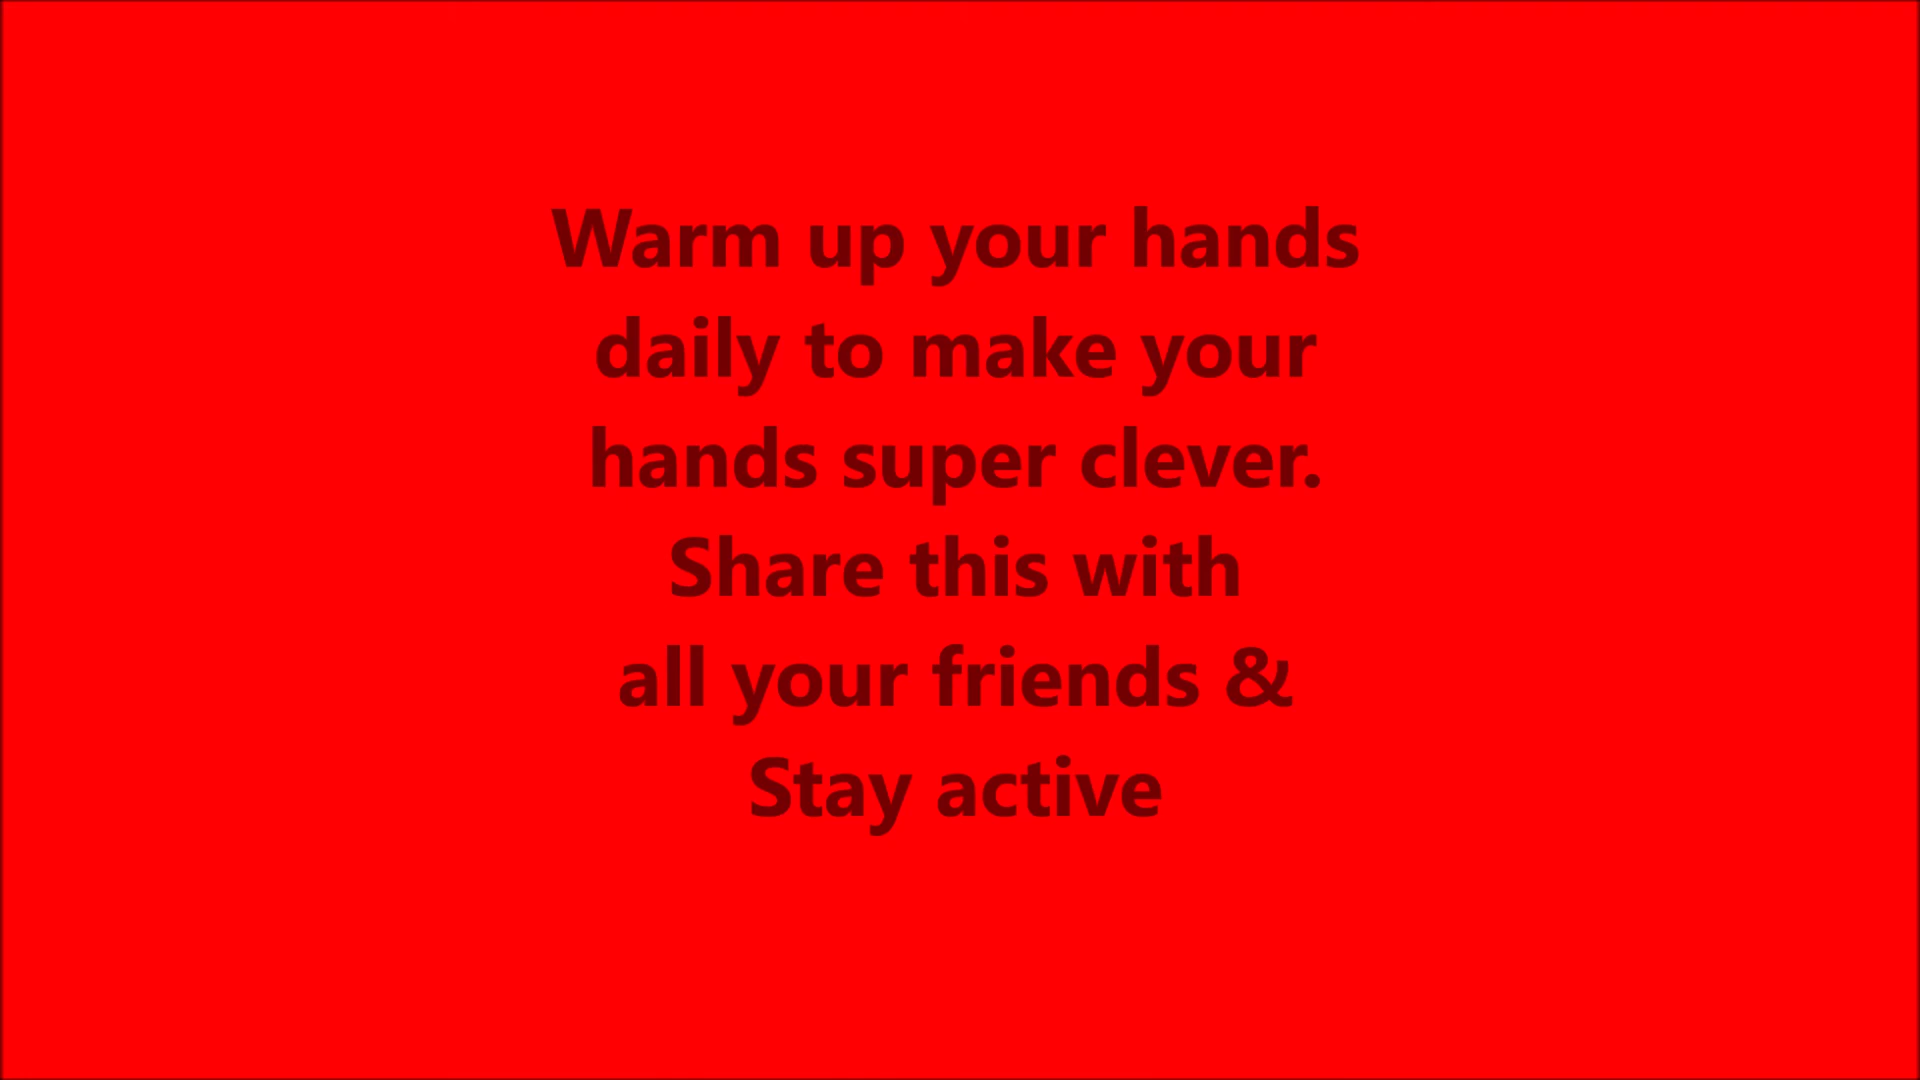 Warm up your hands
daily to make your
hands super clever.
Share this with
all your friends &
Stay active